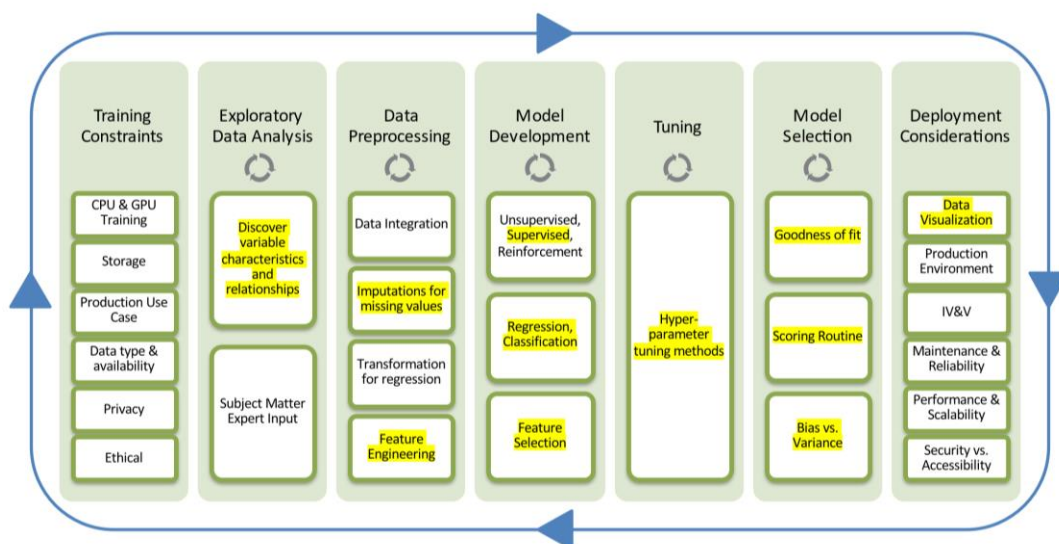 Training
Constraints
CPU & GPU
Training
Storage
Production Use
Case
Data type &
availability
Privacy
Ethical
Exploratory
Data Analysis
Discover
variable
characteristics
and
relationships
Subject Matter
Expert Input
Data
Preprocessing
Data Integration
Imputations for
missing values
Transformation
for regression
Feature
Engineering
Model
Development
Unsupervised,
Supervised,
Reinforcement
Regression,
Classification
Feature
Selection
Tuning
Hyper-
parameter
tuning methods
Model
Selection
Goodness of fit
Scoring Routine
Bias vs.
Variance
Deployment
Considerations
Data
Visualization
Production
Environment
IV&V
Maintenance &
Reliability
Performance &
Scalability
Security vs.
Accessibility